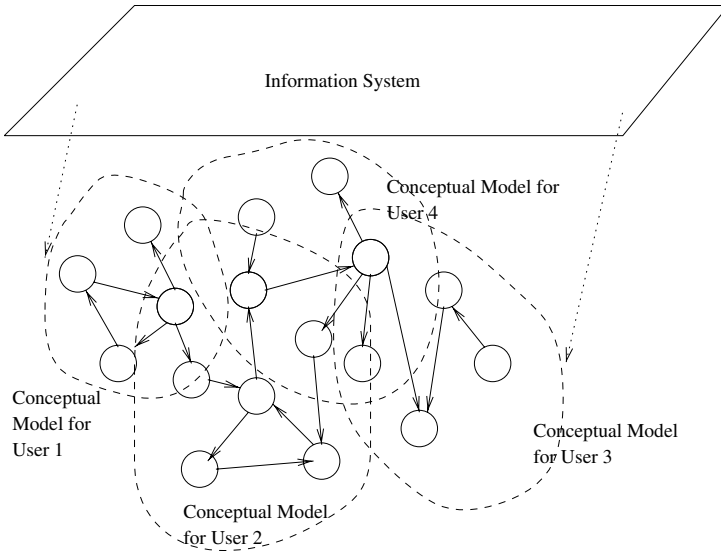 Information System
Conceptual Model for
User 4
Conceptual
Model for
User 1
Conceptual Model
for User 3
Conceptual Model
for User 2